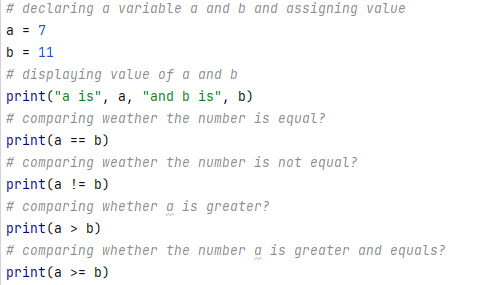 # declaring a variable a and b and assigning value
a = 7
b = 11
# displaying value of a and b
print("a is", a, "and b is", b)
# comparing weather the number is equal?
print(a == b)
# comparing weather the number is not equal?
print(a != b)
# comparing whether a is greater?
print(a > b)
# comparing whether the number a is greater and equals?
print(a >= b)